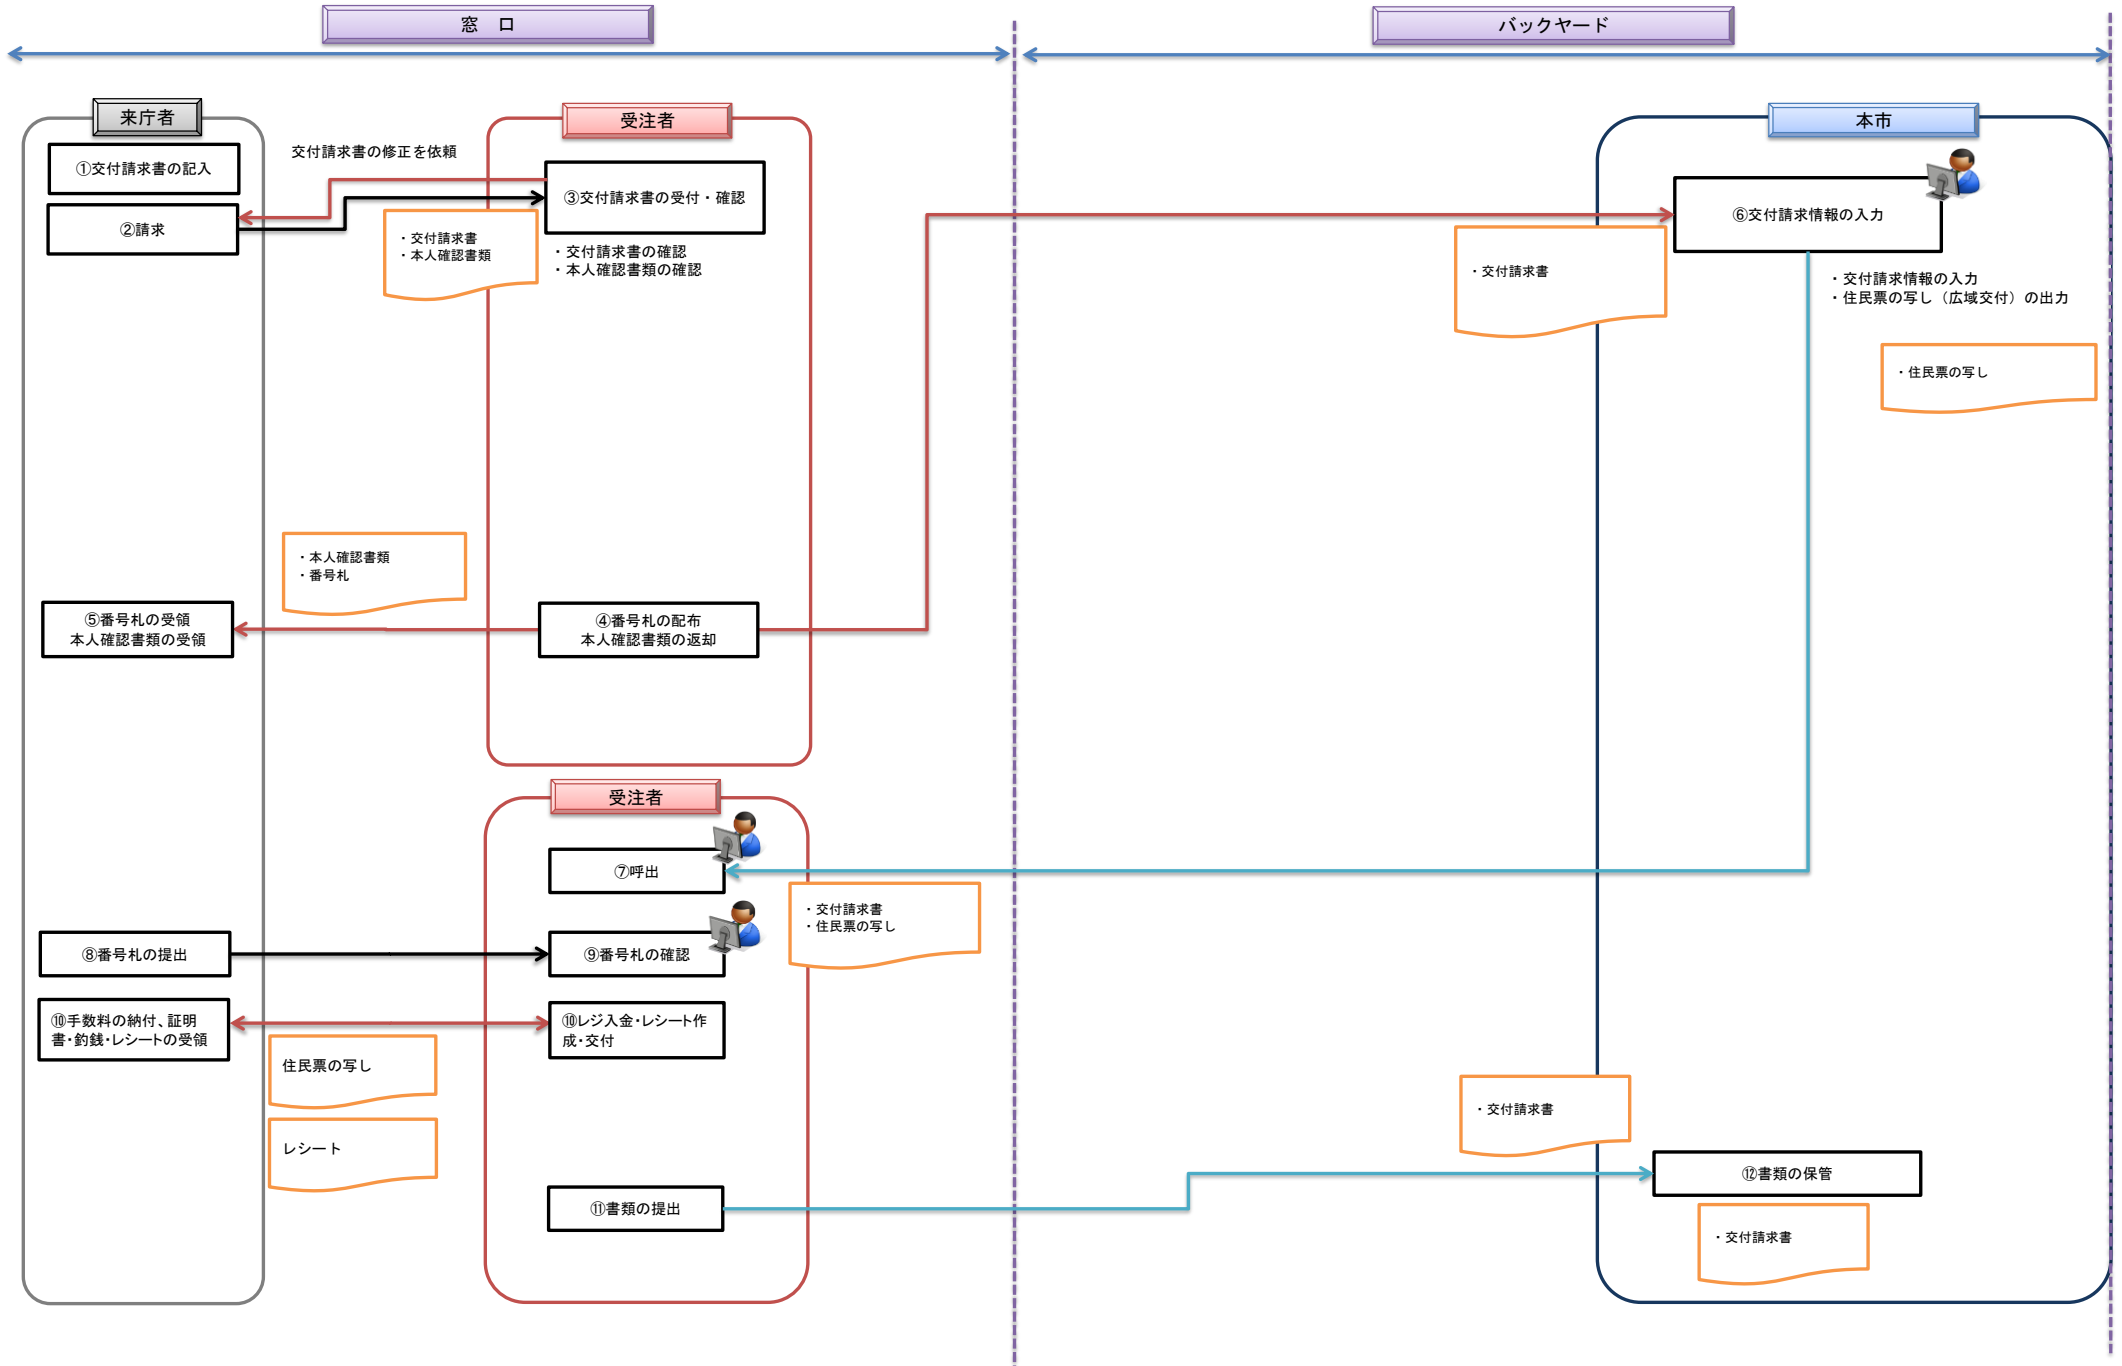 窓　口
バックヤード
来庁者
受注者
本市
①交付請求書の記入
交付請求書の修正を依頼
③交付請求書の受付・確認
②請求
・交付請求書
・本人確認書類
・交付請求書の確認
・本人確認書類の確認
⑥交付請求情報の入力
・交付請求書
・交付請求情報の入力
・住民票の写し（広域交付）の出力
・住民票の写し
・本人確認書類
・番号札
⑤番号札の受領
本人確認書類の受領
④番号札の配布
本人確認書類の返却
受注者
⑦呼出
・交付請求書
・住民票の写し
⑧番号札の提出
⑨番号札の確認
⑩手数料の納付、証明
書・釣銭・レシートの受領
⑩レジ入金・レシート作
成・交付
住民票の写し
レシート
・交付請求書
⑪書類の提出
⑫書類の保管
・交付請求書